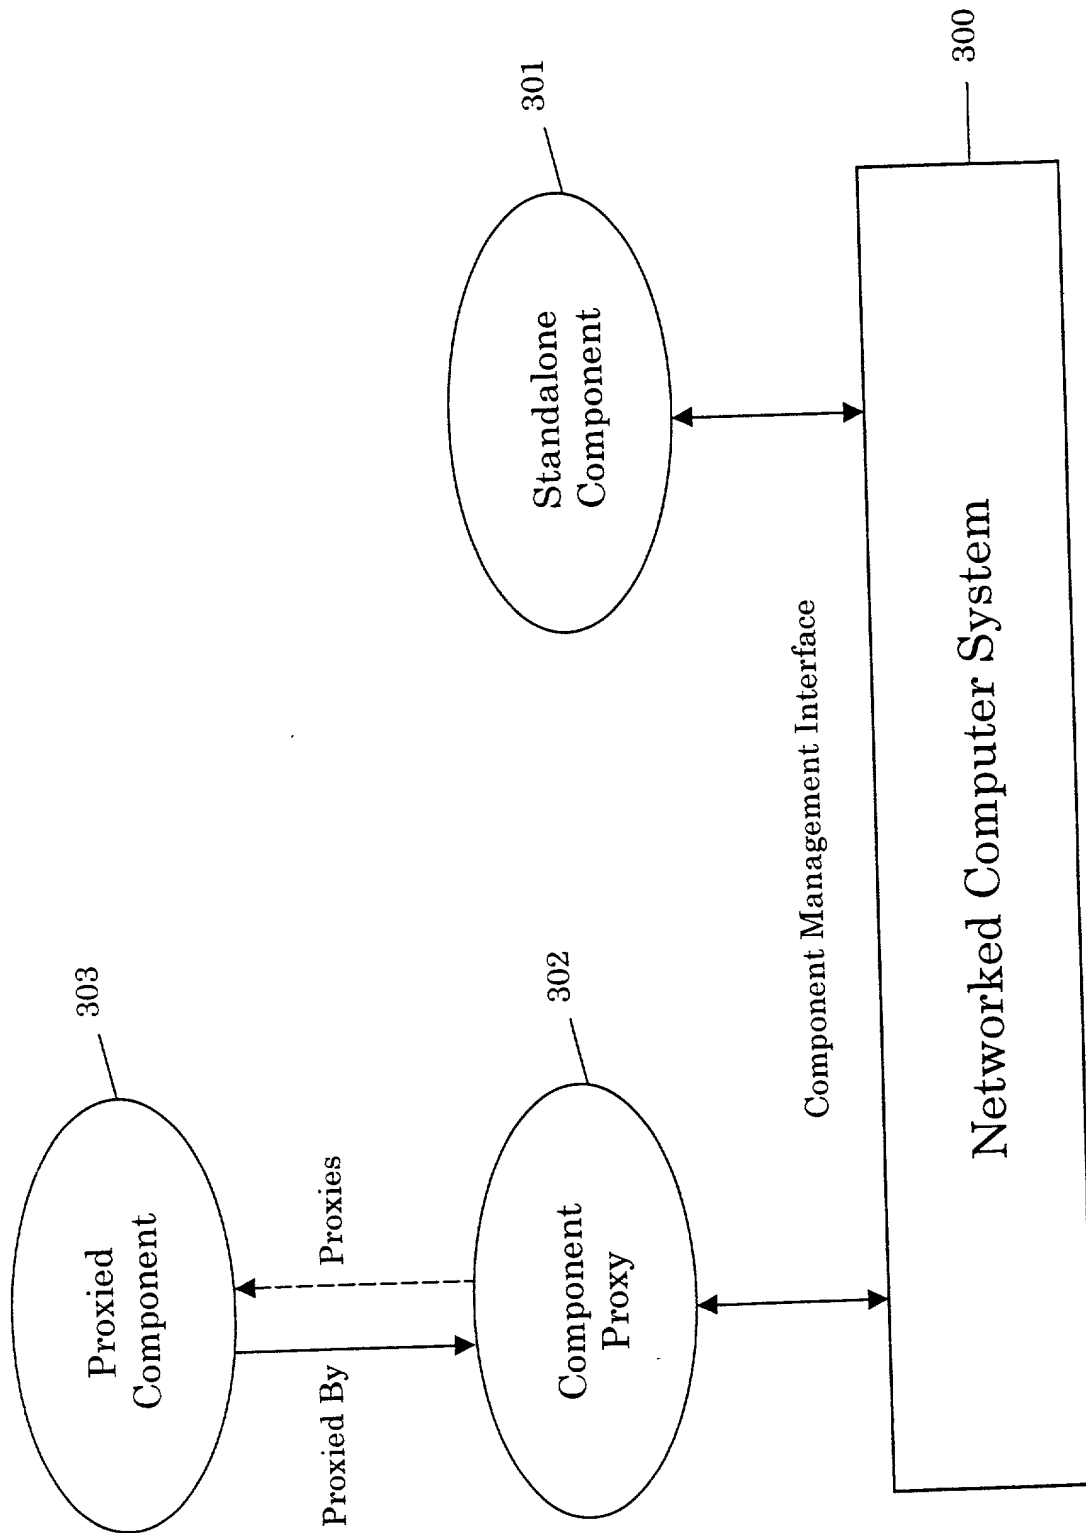 303
Proxied
Component
Proxied By
Proxies
302
Component
Proxy
301
Standalone
Component
Component Management Interface
300
Networked Computer System